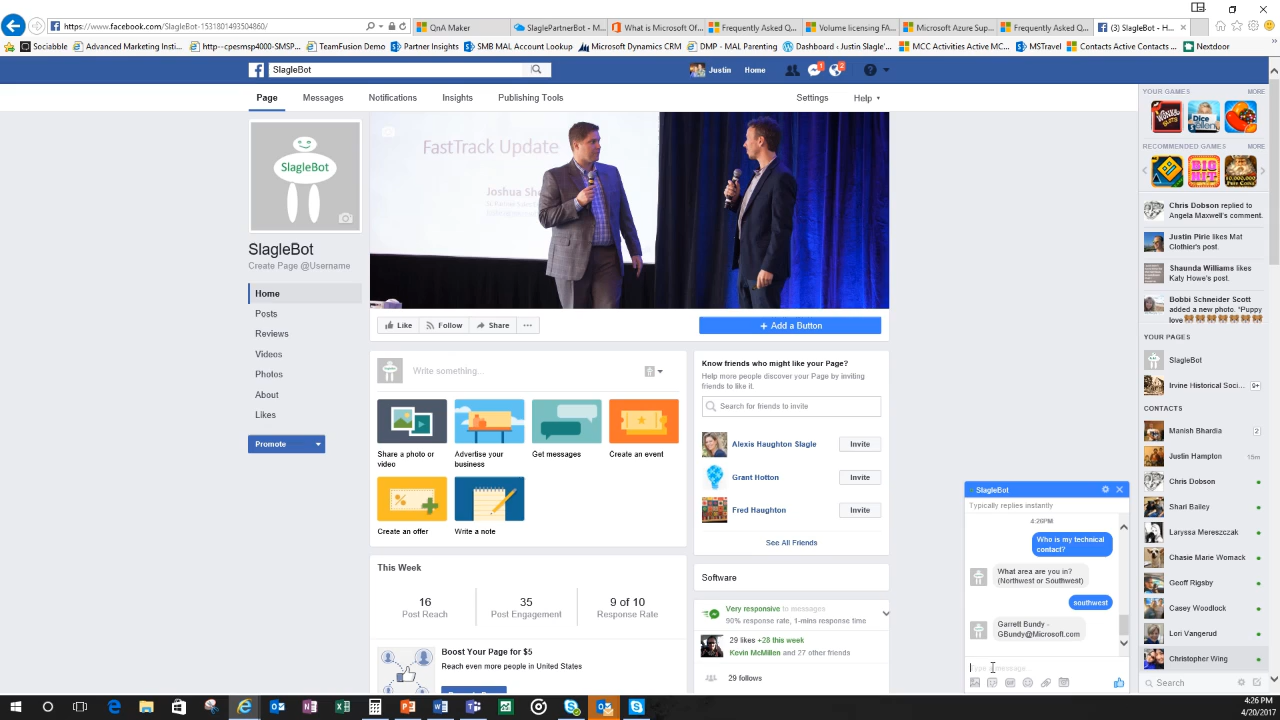 https://www.facebook.com/SlagleBot-1531801493504860/
QnA Maker
SlaglePartnerBot - M...
What is Microsoft Of...
Frequently Asked Q...
Volume licensing FA...
Microsoft Azure Sup...
Frequently Asked Q...
(3) SlagleBot - H...
Sociabble
Advanced Marketing Insti...
http--cpesmsp4000-SMSP...
TeamFusion Demo
Partner Insights
SMB MAL Account Lookup
Microsoft Dynamics CRM
DMP - MAL Parenting
Dashboard ‹ Justin Slagle'...
MCC Activities Active MC...
MSTravel
Contacts Active Contacts ...
Nextdoor
SlagleBot
Justin
Home
1
2
Page
Messages
Notifications
Insights
Publishing Tools
Settings
Help
FastTrack Update
SlagleBot
SlagleBot
Create Page @Username
Home
Posts
Reviews
Videos
Photos
About
Likes
Promote
Like
Follow
Share
...
+ Add a Button
Write something...
Share a photo or
video
Advertise your
business
Get messages
Create an event
Create an offer
Write a note
This Week
16
Post Reach
35
Post Engagement
9 of 10
Response Rate
Boost Your Page for $5
Reach even more people in United States
Know friends who might like your Page?
Help more people discover your Page by inviting
friends to like it.
Search for friends to invite
Alexis Haughton Slagle
Invite
Grant Hotton
Invite
Fred Haughton
Invite
See All Friends
Software
Very responsive to messages
90% response rate, 1-mins response time
29 likes +28 this week
Kevin McMillen and 27 other friends
29 follows
SlagleBot
Typically replies instantly
4:26PM
Who is my technical
contact?
What area are you in?
(Northwest or Southwest)
southwest
Garrett Bundy -
GBundy@Microsoft.com
Type a message...
YOUR GAMES
MORE
RECOMMENDED GAMES
MORE
Chris Dobson replied to
Angela Maxwell's comment.
Justin Pirie likes Mat
Clothier's post.
Shaunda Williams likes
Katy Howe's post.
Bobbi Schneider Scott
added a new photo. "Puppy
love
YOUR PAGES
SlagleBot
Irvine Historical Soci...
9+
CONTACTS
Manish Bhardia
2
Justin Hampton
15m
Chris Dobson
Shari Bailey
Laryssa Mereszczak
Chasie Marie Womack
Geoff Rigsby
Casey Woodlock
Lori Vangerud
Christopher Wing
Search
4:26 PM
4/20/2017